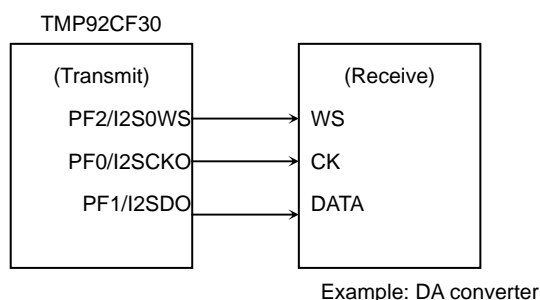 TMP92CF30
(Transmit)
(Receive)
PF2/I2S0WS
WS
PF0/I2SCKO
CK
PF1/I2SDO
DATA
Example: DA converter